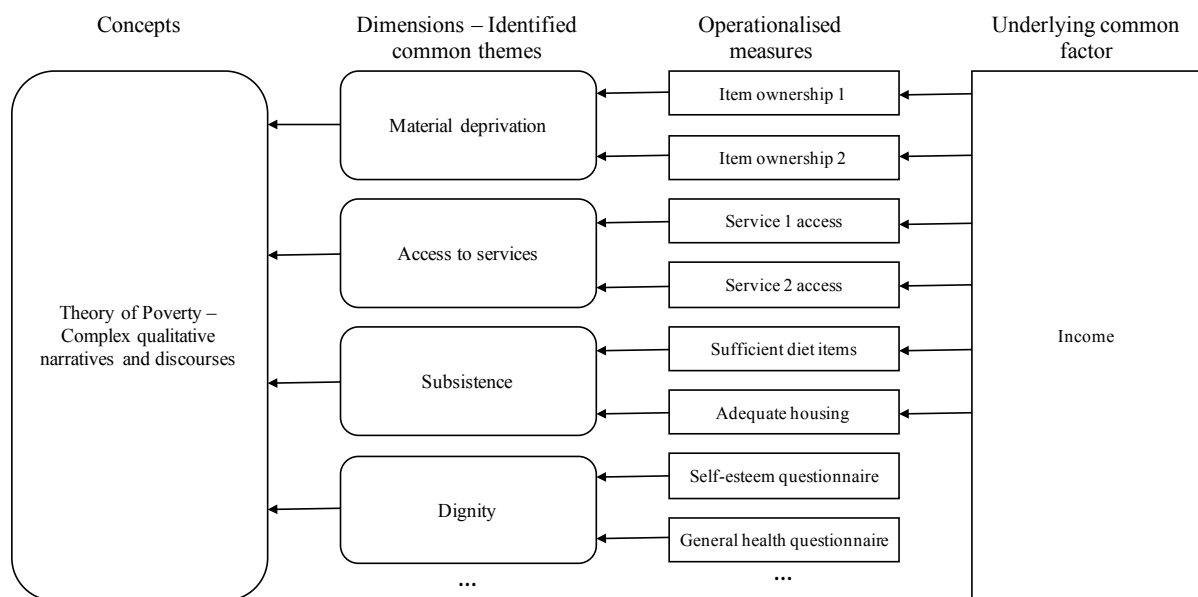 Concepts
Dimensions – Identified
common themes
Operationalised
measures
Underlying common
factor
Theory of Poverty –
Complex qualitative
narratives and discourses
Material deprivation
Access to services
Subsistence
Dignity
...
Item ownership 1
Item ownership 2
Service 1 access
Service 2 access
Sufficient diet items
Adequate housing
Self-esteem questionnaire
General health questionnaire
...
Income